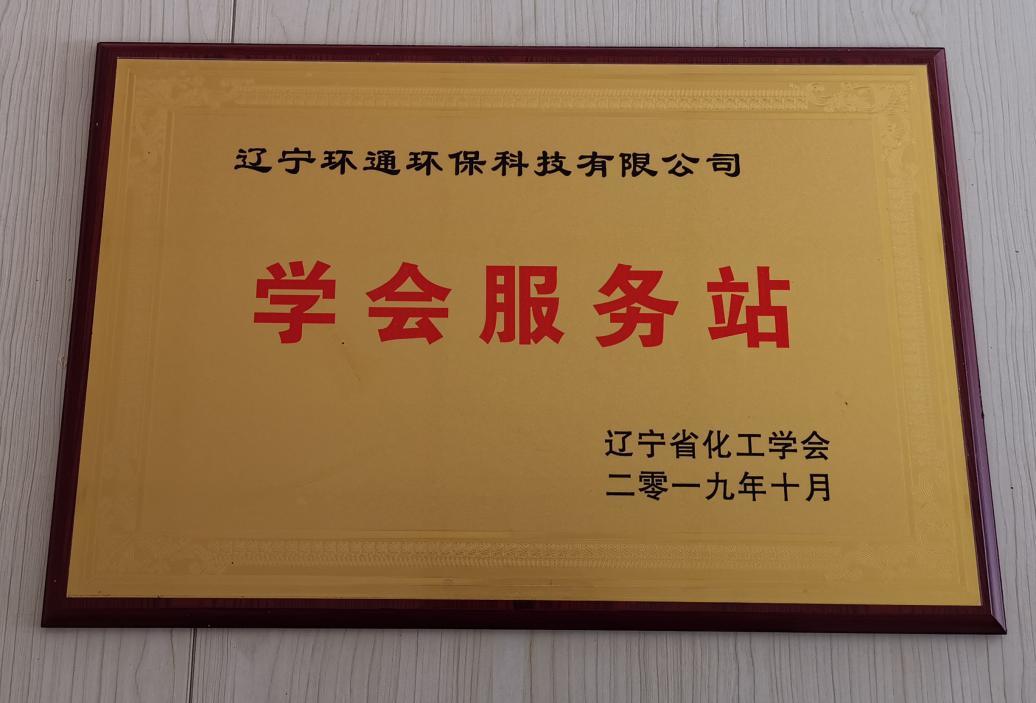 辽宁环通环保科技有限公司
学会服务站
辽宁省化工学会
二零一九年十月